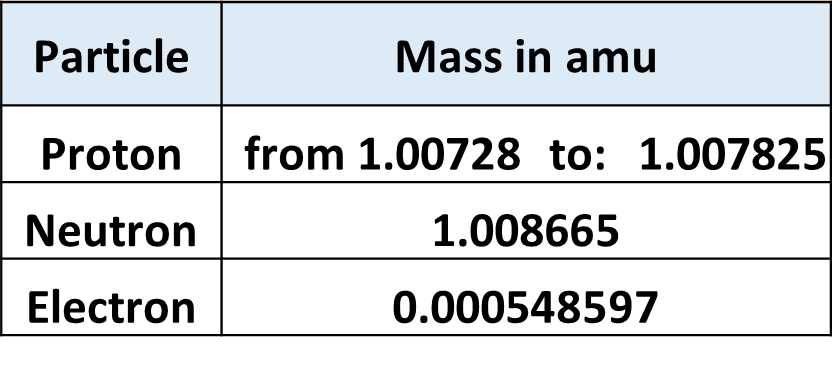 Particle Mass in amu
Proton from 1.00728 to: 1.007825
Neutron 1.008665
Electron 0.000548597